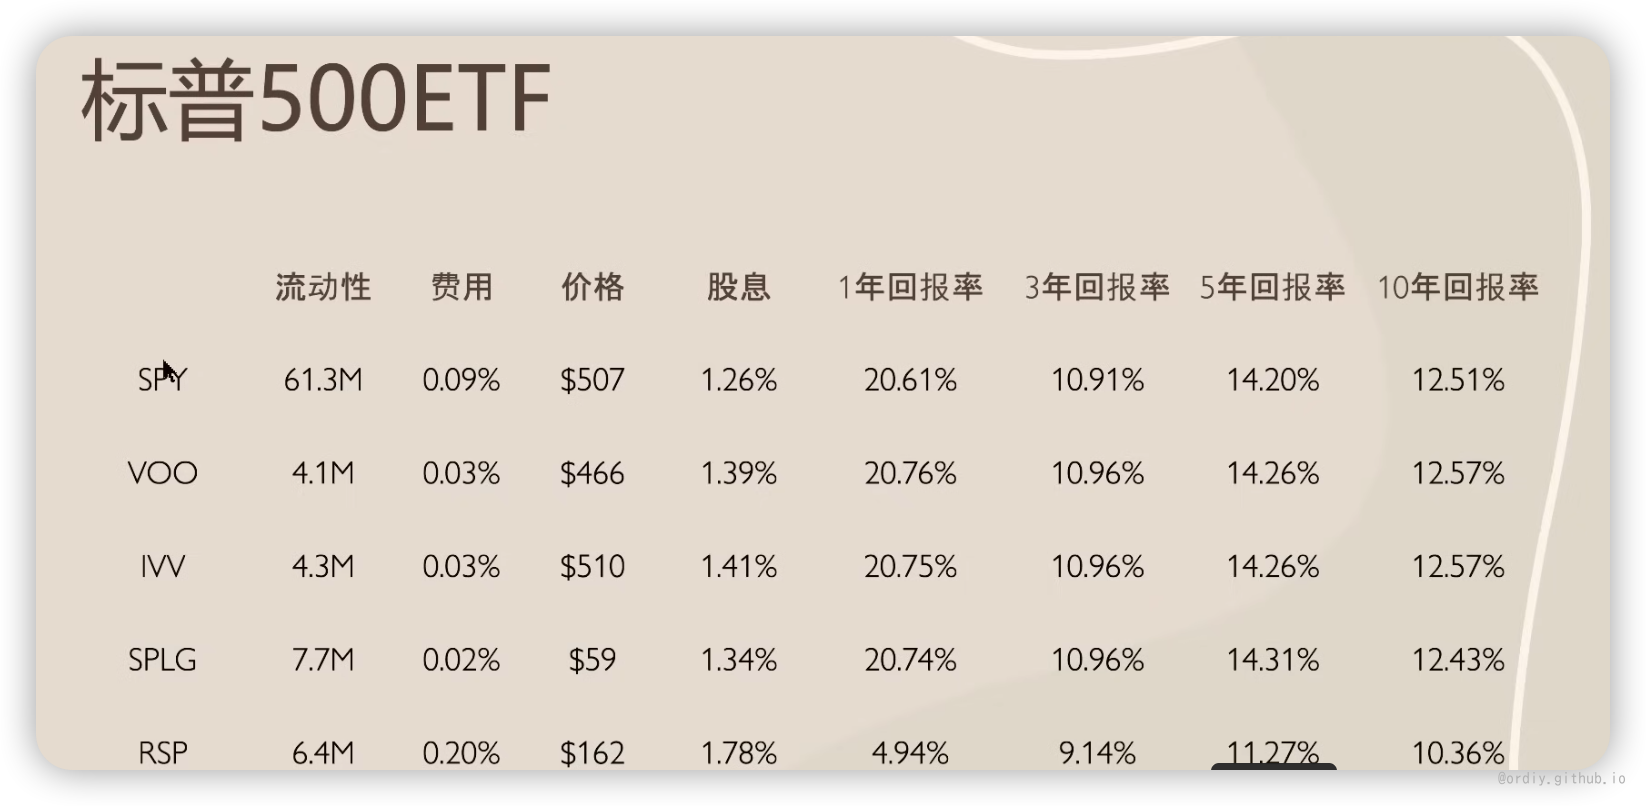 标普500ETF
流动性 费用 价格 股息 1年回报率 3年回报率 5年回报率 10年回报率
SPY 61.3M 0.09% $507 1.26% 20.61% 10.91% 14.20% 12.51%
VOO 4.1M 0.03% $466 1.39% 20.76% 10.96% 14.26% 12.57%
IVV 4.3M 0.03% $510 1.41% 20.75% 10.96% 14.26% 12.57%
SPLG 7.7M 0.02% $59 1.34% 20.74% 10.96% 14.31% 12.43%
RSP 6.4M 0.20% $162 1.78% 4.94% 9.14% 11.27% 10.36%
@ordiy.github.io